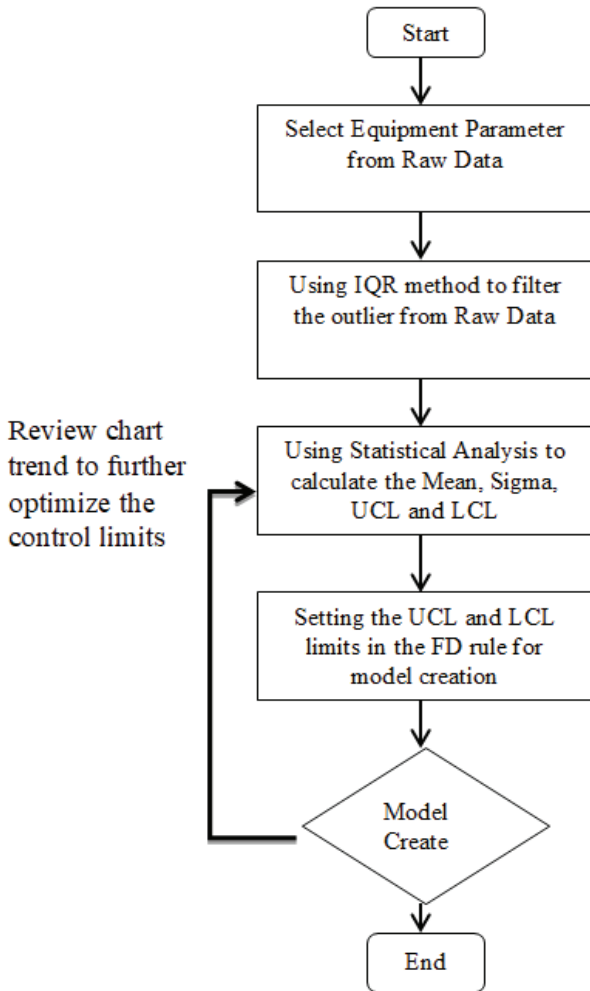 Start
Select Equipment Parameter
from Raw Data
Using IQR method to filter
the outlier from Raw Data
Review chart
trend to further
optimize the
control limits
Using Statistical Analysis to
calculate the Mean, Sigma,
UCL and LCL
Setting the UCL and LCL
limits in the FD rule for
model creation
Model
Create
End